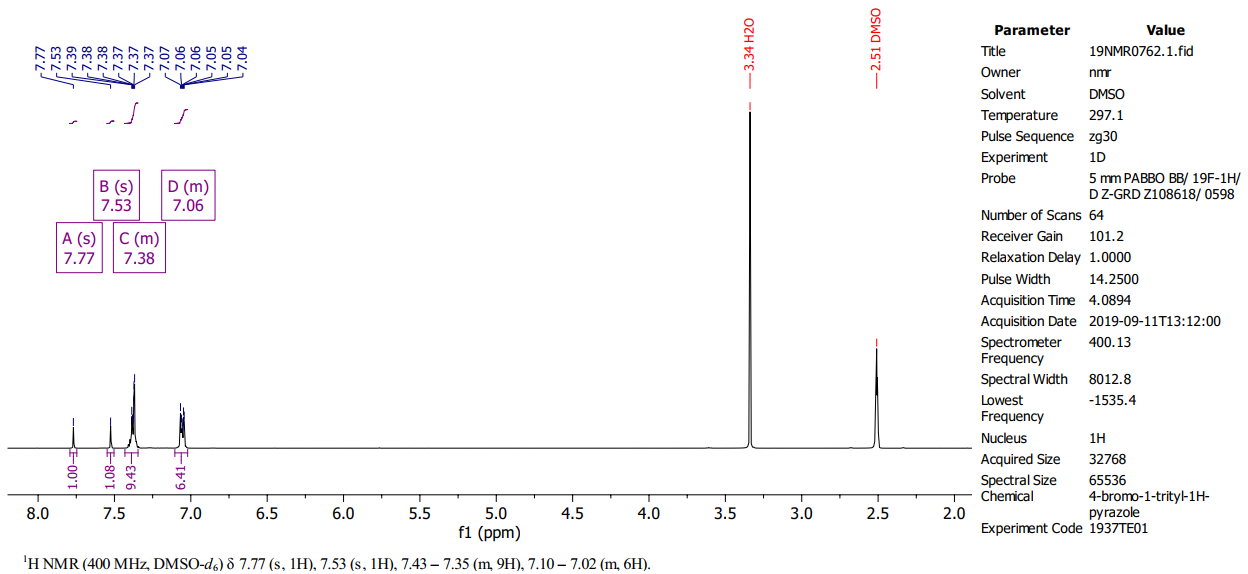 7.77
7.53
7.39
7.38
7.38
7.37
7.37
7.37
7.07
7.06
7.06
7.05
7.05
7.04
3.34 H2O
2.51 DMSO
B (s)
7.53
D (m)
7.06
A (s)
7.77
C (m)
7.38
1.00
1.08
9.43
6.41
8.0 7.5 7.0 6.5 6.0 5.5 5.0 4.5 4.0 3.5 3.0 2.5 2.0
f1 (ppm)
Parameter Value
Title 19NMR0762.1.fid
Owner nmr
Solvent DMSO
Temperature 297.1
Pulse Sequence zg30
Experiment 1D
Probe 5 mm PABBO BB/ 19F-1H/
D Z-GRD Z108618/ 0598
Number of Scans 64
Receiver Gain 101.2
Relaxation Delay 1.0000
Pulse Width 14.2500
Acquisition Time 4.0894
Acquisition Date 2019-09-11T13:12:00
Spectrometer 400.13
Frequency
Spectral Width 8012.8
Lowest -1535.4
Frequency
Nucleus 1H
Acquired Size 32768
Spectral Size 65536
Chemical 4-bromo-1-trityl-1H-
pyrazole
Experiment Code 1937TE01
¹H NMR (400 MHz, DMSO-d₆) δ 7.77 (s, 1H), 7.53 (s, 1H), 7.43 – 7.35 (m, 9H), 7.10 – 7.02 (m, 6H).